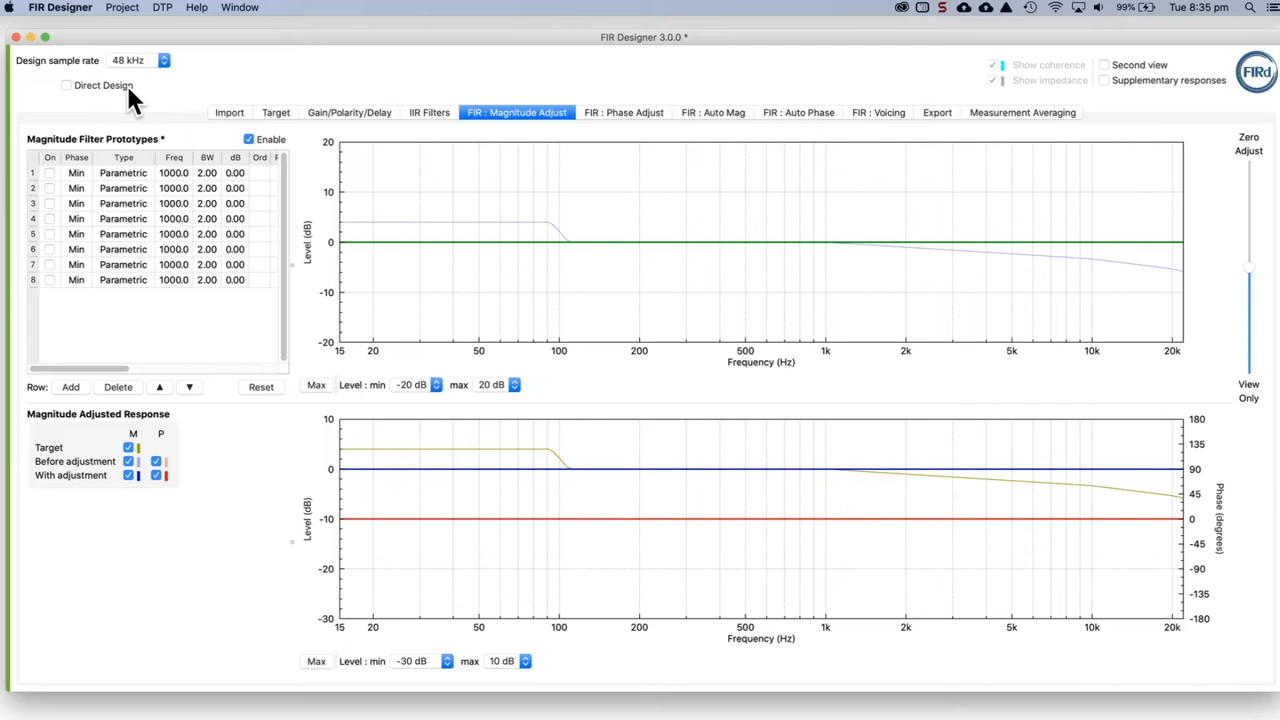 FIR Designer Project DTP Help Window 99% Tue 8:35 pm
FIR Designer 3.0.0 *
Design sample rate 48 kHz
Direct Design
Show coherence Second view
Show impedance Supplementary responses
FIRd
Import Target Gain/Polarity/Delay IIR Filters FIR : Magnitude Adjust FIR : Phase Adjust FIR : Auto Mag FIR : Auto Phase FIR : Voicing Export Measurement Averaging
Magnitude Filter Prototypes * Enable
On Phase Type Freq BW dB Ord F
1 Min Parametric 1000.0 2.00 0.00
2 Min Parametric 1000.0 2.00 0.00
3 Min Parametric 1000.0 2.00 0.00
4 Min Parametric 1000.0 2.00 0.00
5 Min Parametric 1000.0 2.00 0.00
6 Min Parametric 1000.0 2.00 0.00
7 Min Parametric 1000.0 2.00 0.00
8 Min Parametric 1000.0 2.00 0.00
Row: Add Delete ▲ ▼ Reset
20
10
0
-10
-20
Level (dB)
15 20 50 100 200 500 1k 2k 5k 10k 20k
Frequency (Hz)
Max Level : min -20 dB max 20 dB
Zero
Adjust
View
Only
Magnitude Adjusted Response
M P
Target
Before adjustment
With adjustment
10
0
-10
-20
-30
Level (dB)
180
135
90
45
0
-45
-90
-135
-180
Phase (degrees)
15 20 50 100 200 500 1k 2k 5k 10k 20k
Frequency (Hz)
Max Level : min -30 dB max 10 dB